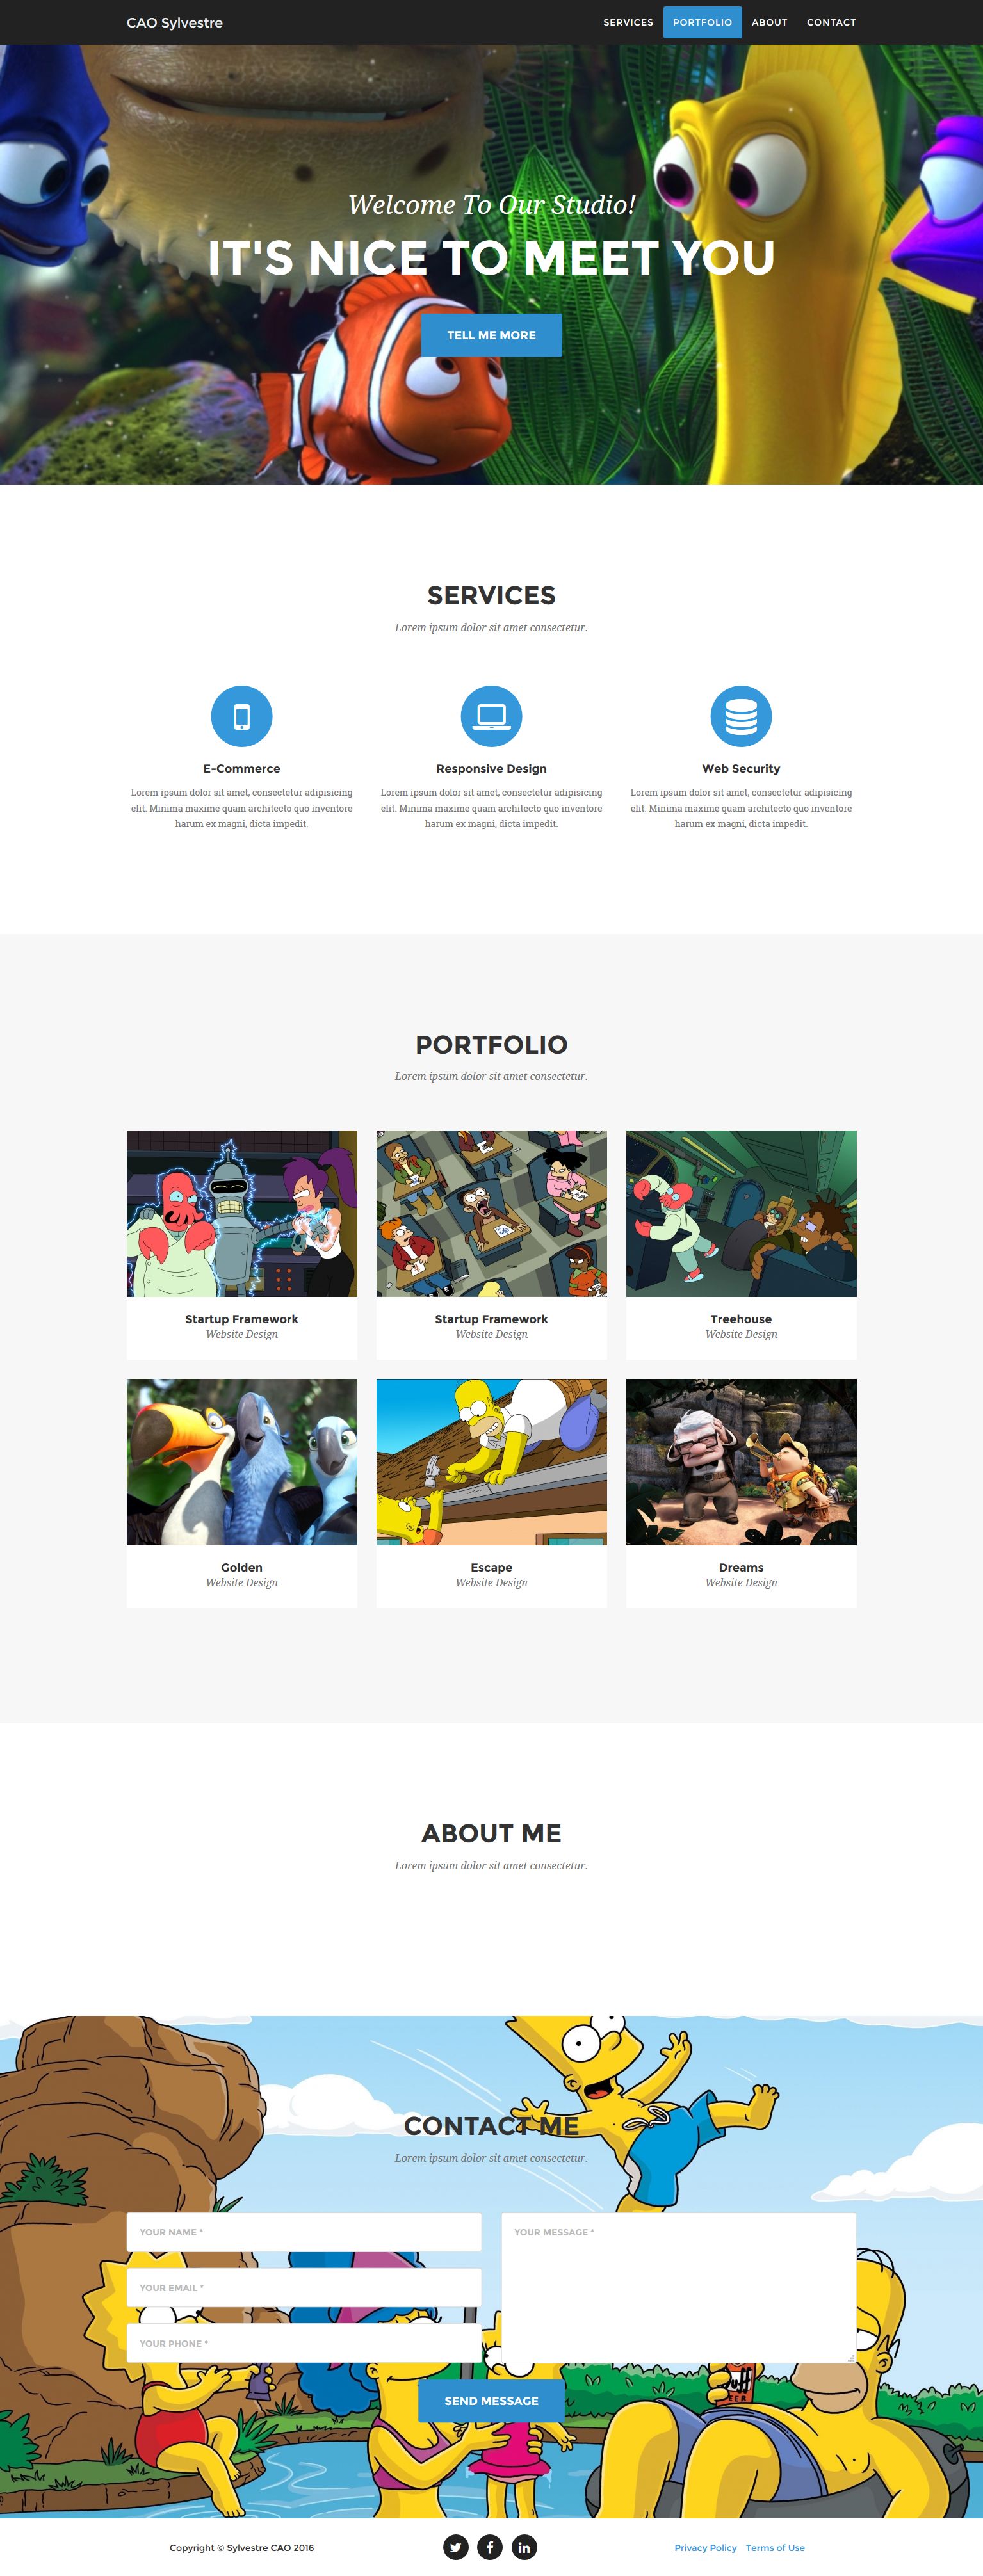 CAO Sylvestre
SERVICES
PORTFOLIO
ABOUT
CONTACT
Welcome To Our Studio!
IT'S NICE TO MEET YOU
TELL ME MORE
SERVICES
Lorem ipsum dolor sit amet consectetur.
E-Commerce
Lorem ipsum dolor sit amet, consectetur adipisicing
elit. Minima maxime quam architecto quo inventore
harum ex magni, dicta impedit.
Responsive Design
Lorem ipsum dolor sit amet, consectetur adipisicing
elit. Minima maxime quam architecto quo inventore
harum ex magni, dicta impedit.
Web Security
Lorem ipsum dolor sit amet, consectetur adipisicing
elit. Minima maxime quam architecto quo inventore
harum ex magni, dicta impedit.
PORTFOLIO
Lorem ipsum dolor sit amet consectetur.
Startup Framework
Website Design
Startup Framework
Website Design
Treehouse
Website Design
Golden
Website Design
Escape
Website Design
Dreams
Website Design
ABOUT ME
Lorem ipsum dolor sit amet consectetur.
CONTACT ME
Lorem ipsum dolor sit amet consectetur.
YOUR NAME *
YOUR EMAIL *
YOUR PHONE *
YOUR MESSAGE *
SEND MESSAGE
Copyright © Sylvestre CAO 2016
Privacy Policy
Terms of Use